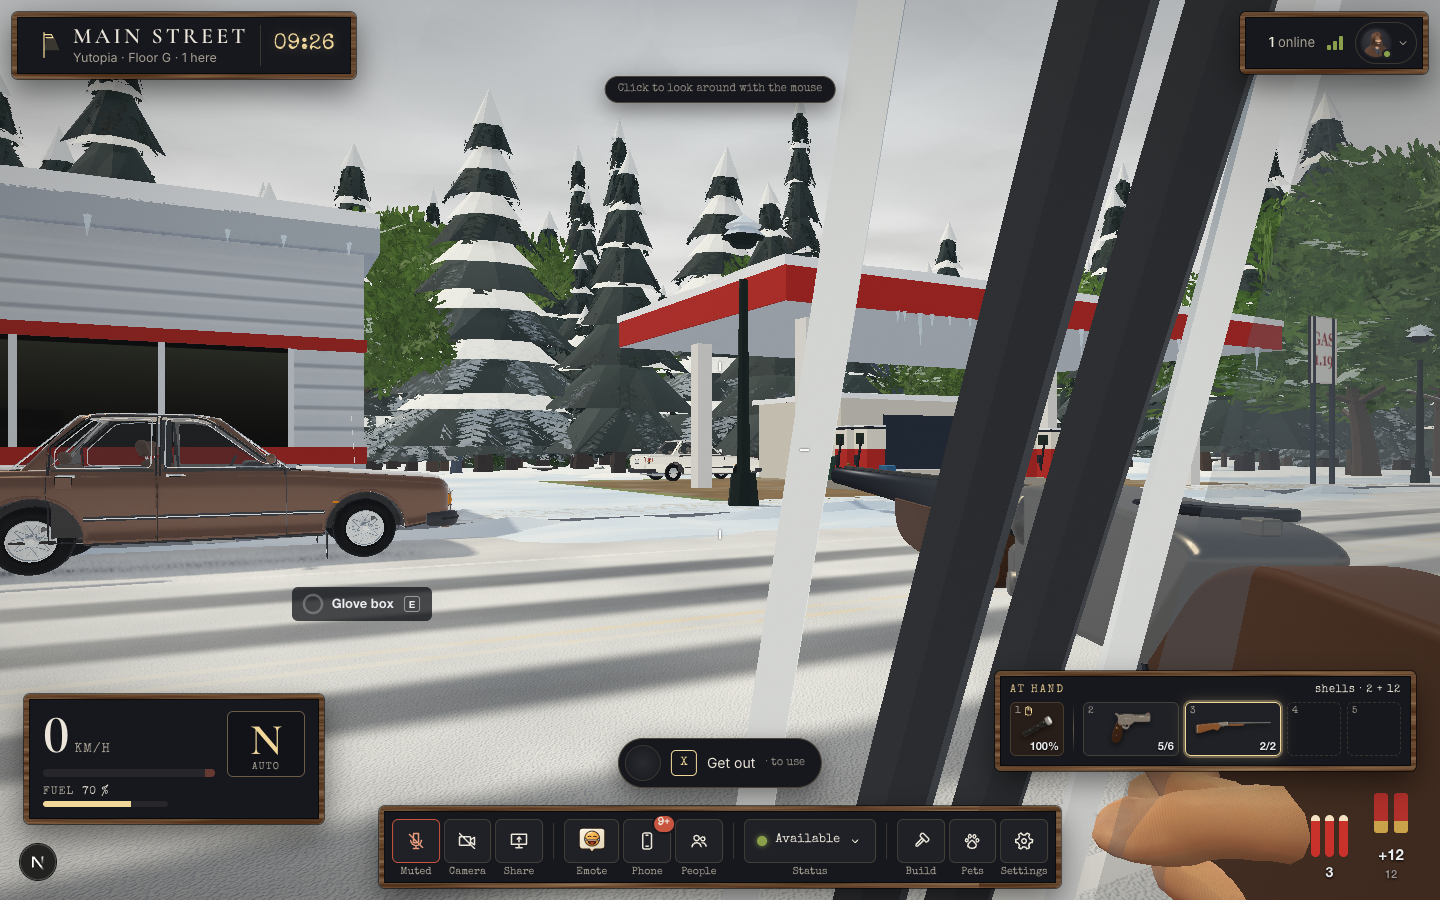 MAIN STREET
Yutopia · Floor G · 1 here
09:26
1 online
Click to look around with the mouse
GAS
1.19
Glove box E
0 KM/H
N
AUTO
FUEL 70 %
X Get out · to use
AT HAND
shells · 2 + 12
1
100%
2
5/6
3
2/2
4
5
9+
Available
Muted
Camera
Share
Emote
Phone
People
Status
Build
Pets
Settings
3
+12
12
N